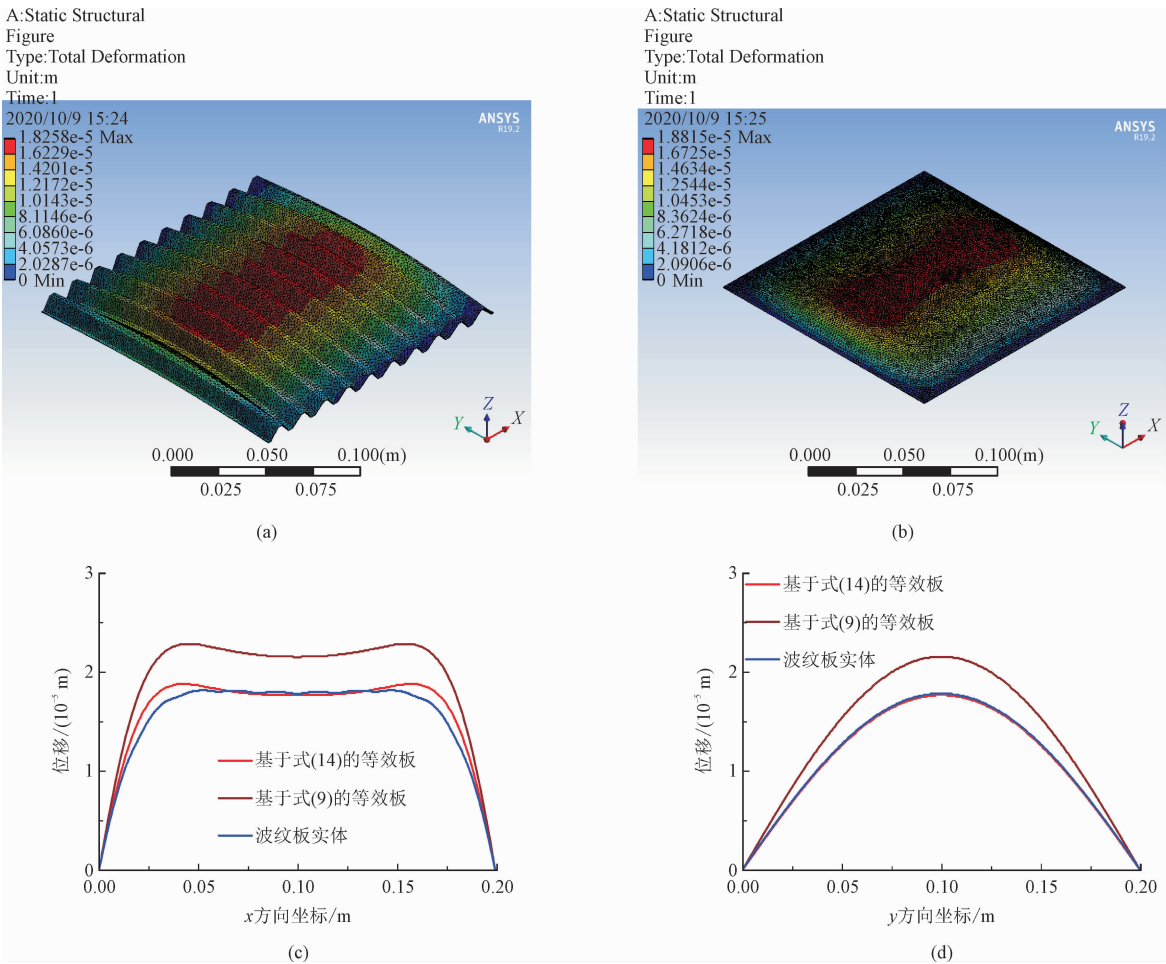 A:Static Structural
Figure
Type:Total Deformation
Unit:m
Time:1
2020/10/9 15:24
ANSYS
R19.2
1.8258e-5 Max
1.6229e-5
1.4201e-5
1.2172e-5
1.0143e-5
8.1146e-6
6.0860e-6
4.0573e-6
2.0287e-6
0 Min
Z
Y
X
0.000 0.050 0.100(m)
0.025 0.075
(a)
A:Static Structural
Figure
Type:Total Deformation
Unit:m
Time:1
2020/10/9 15:25
ANSYS
R19.2
1.8815e-5 Max
1.6725e-5
1.4634e-5
1.2544e-5
1.0453e-5
8.3624e-6
6.2718e-6
4.1812e-6
2.0906e-6
0 Min
Z
Y
X
0.000 0.050 0.100(m)
0.025 0.075
(b)
3
2
1
0
位移/(10⁻⁵ m)
基于式(14)的等效板
基于式(9)的等效板
波纹板实体
0.00 0.05 0.10 0.15 0.20
x方向坐标/m
(c)
3
2
1
0
位移/(10⁻⁵ m)
基于式(14)的等效板
基于式(9)的等效板
波纹板实体
0.00 0.05 0.10 0.15 0.20
y方向坐标/m
(d)